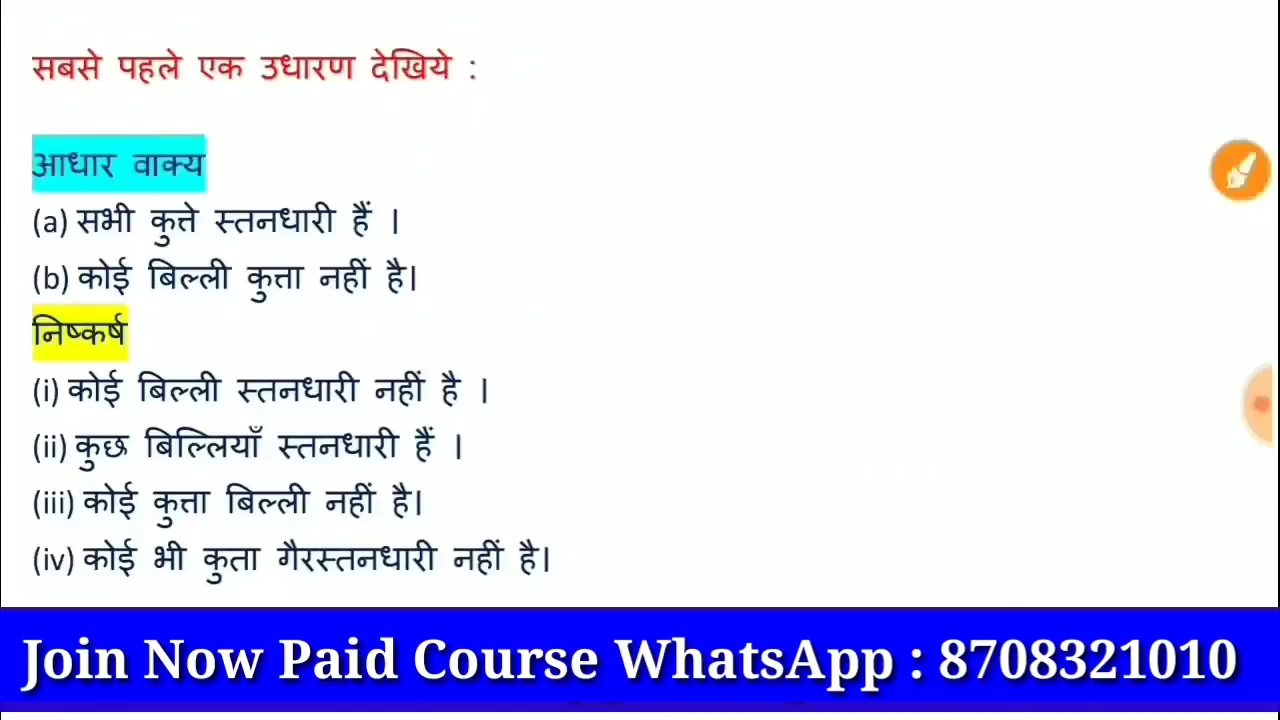 सबसे पहले एक उधारण देखिये :
आधार वाक्य
(a) सभी कुत्ते स्तनधारी हैं ।
(b) कोई बिल्ली कुत्ता नहीं है।
निष्कर्ष
(i) कोई बिल्ली स्तनधारी नहीं है ।
(ii) कुछ बिल्लियाँ स्तनधारी हैं ।
(iii) कोई कुत्ता बिल्ली नहीं है।
(iv) कोई भी कुता गैरस्तनधारी नहीं है।
Join Now Paid Course WhatsApp : 8708321010